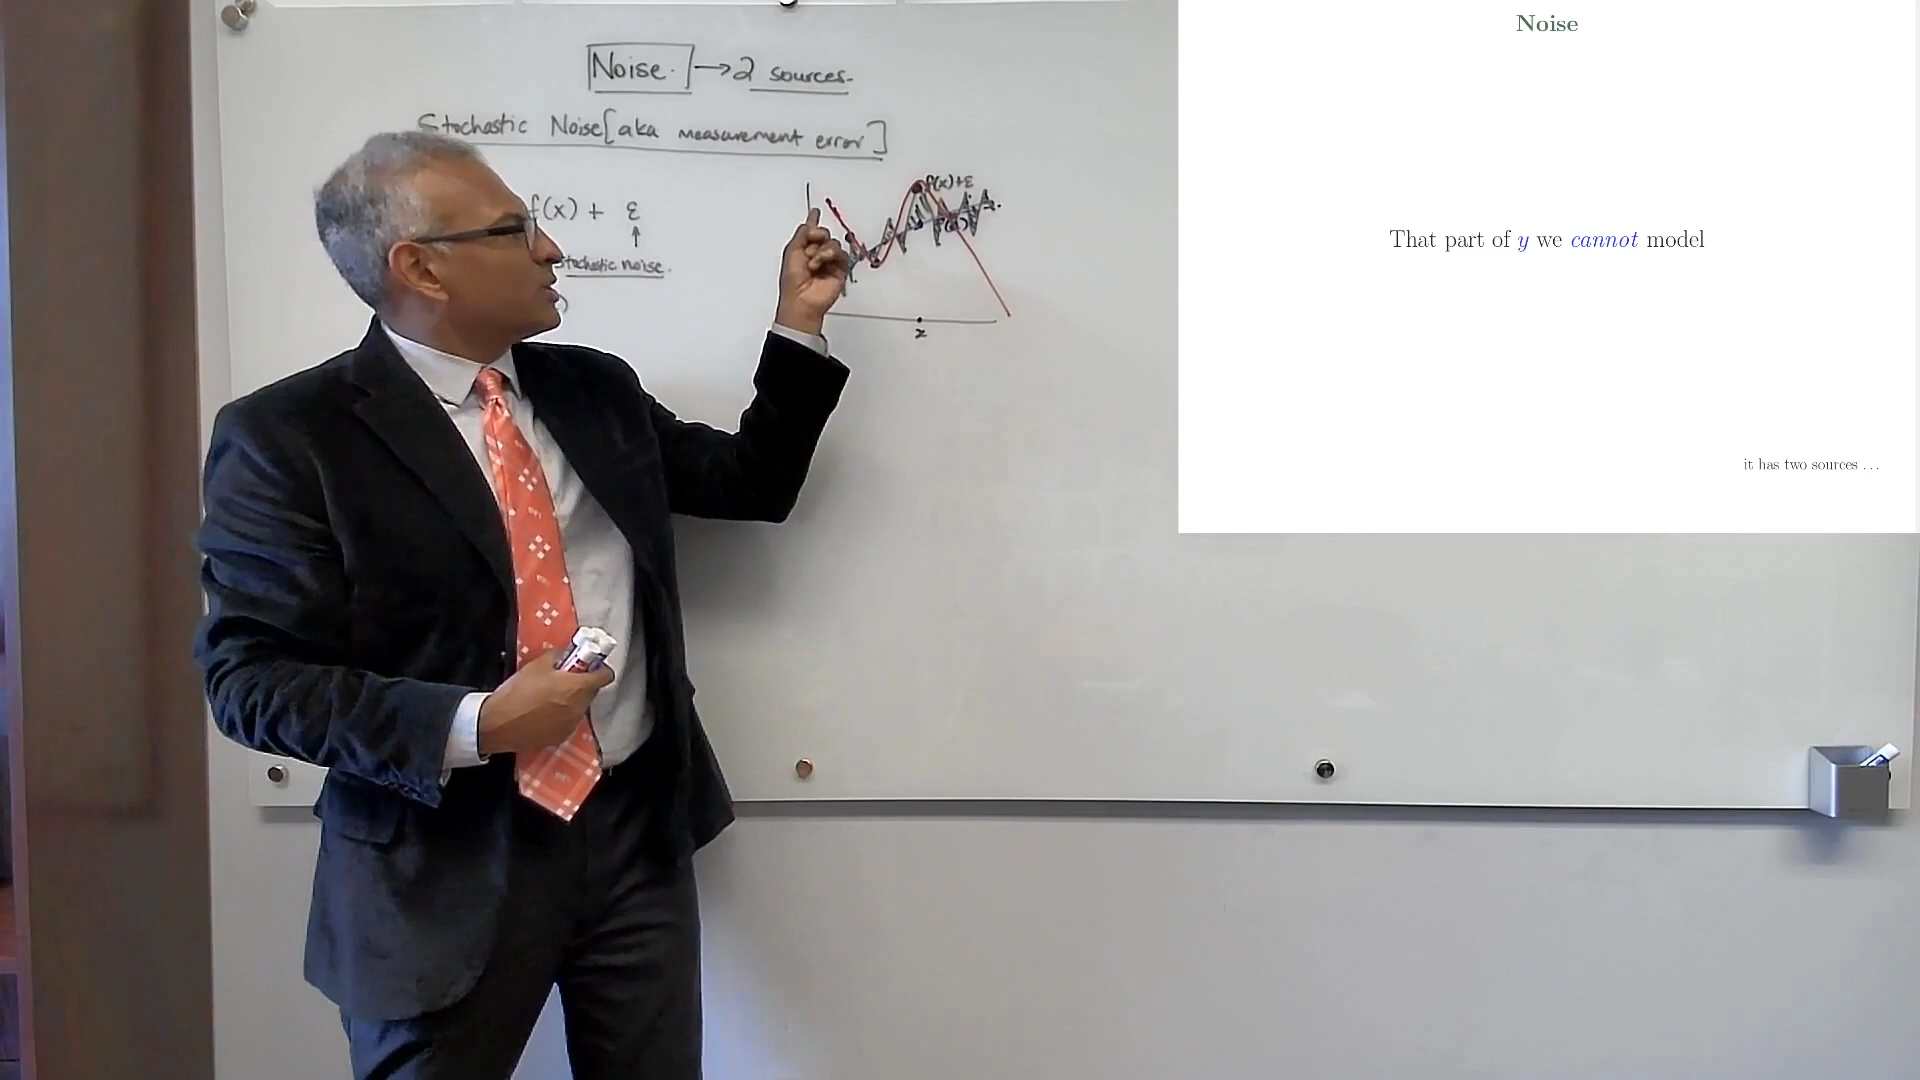 Noise. → 2 sources.
Stochastic Noise [aka measurement error]
f(x) + ε
↑
Stochastic noise.
)
f(x)+ε
x
Noise
That part of y we cannot model
it has two sources . . .